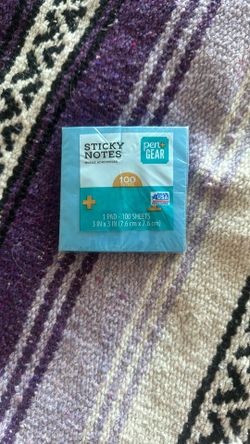 STICKY
NOTES
pen+
GEAR
100
USA
1 PAD - 100 SHEETS
3 IN x 3 IN (7.6 cm x 7.6 cm)